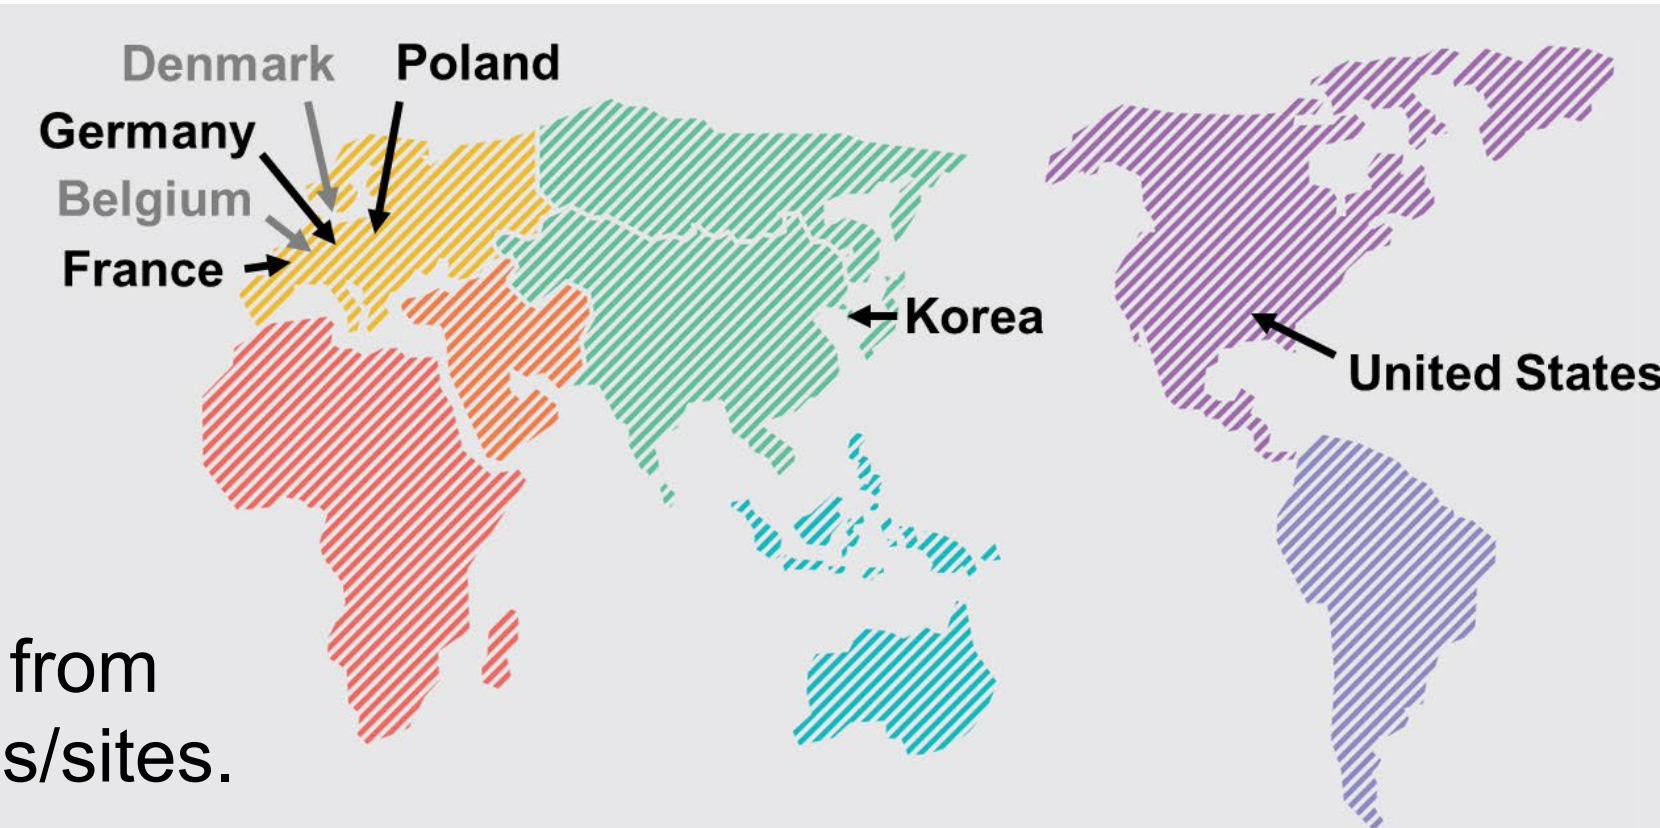 Denmark
Poland
Germany
Belgium
France
Korea
United States
from
s/sites.